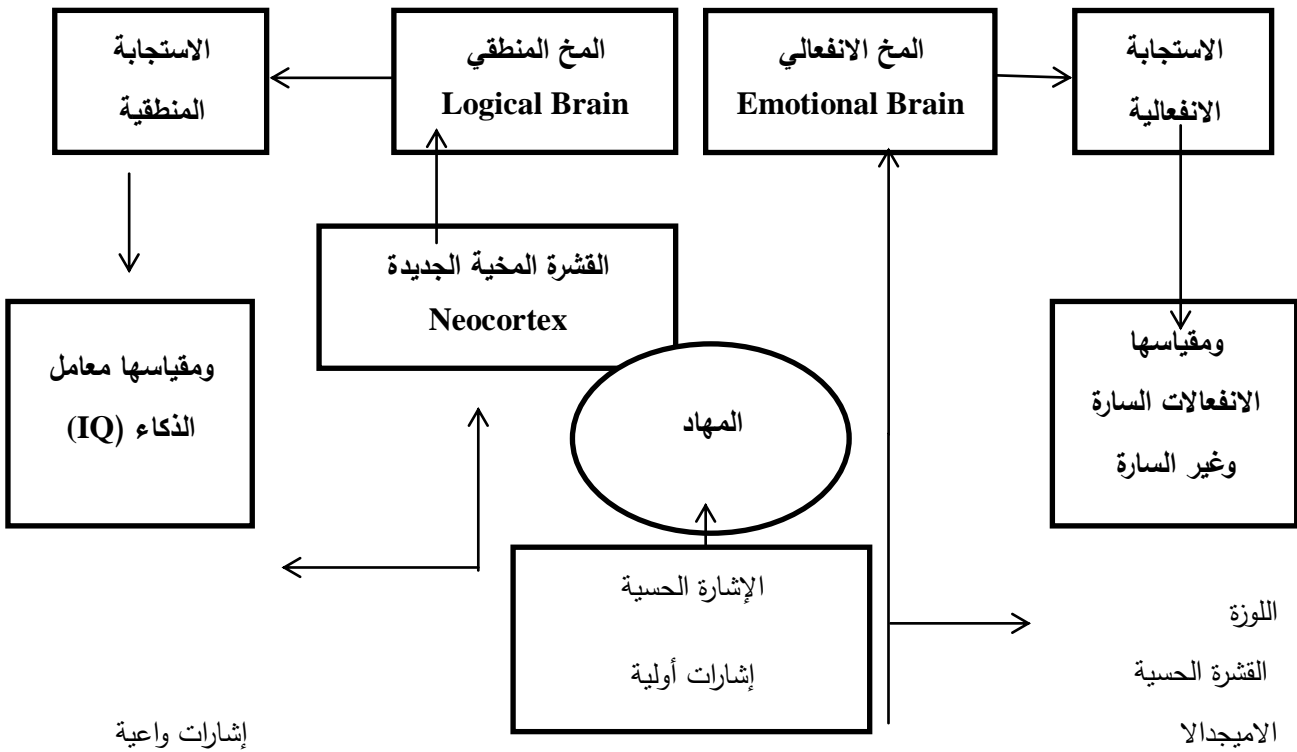 الاستجابة
الانفعالية
المخ الانفعالي
Emotional Brain
المخ المنطقي
Logical Brain
الاستجابة
المنطقية
القشرة المخية الجديدة
Neocortex
ومقياسها
الانفعالات السارة
وغير السارة
المهاد
ومقياسها معامل
الذكاء (IQ)
الإشارة الحسية
إشارات أولية
اللوزة
القشرة الحسية
الاميجدالا
إشارات واعية